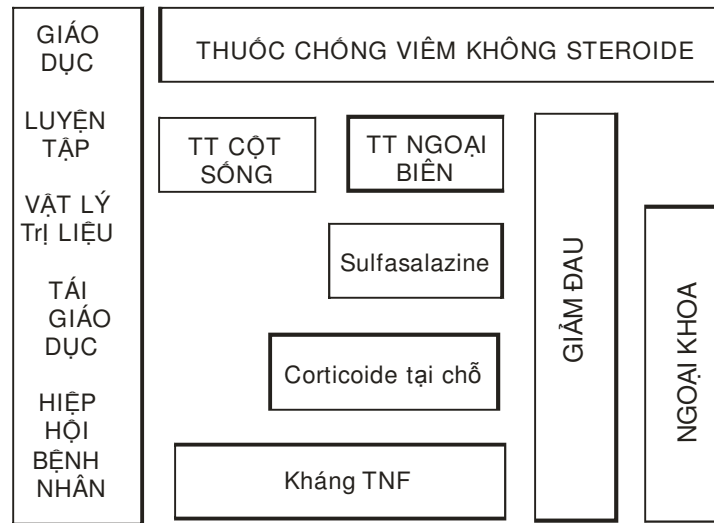 GIÁO
DỤC
LUYỆN
TẬP
VẬT LÝ
TrỊ LIỆU
TÁI
GIÁO
DỤC
HIỆP
HỘI
BỆNH
NHÂN
THUỐC CHỐNG VIÊM KHÔNG STEROIDE
TT CỘT
SỐNG
TT NGOẠI
BIÊN
Sulfasalazine
Corticoide tại chỗ
Kháng TNF
GIẢM ĐAU
NGOẠI KHOA